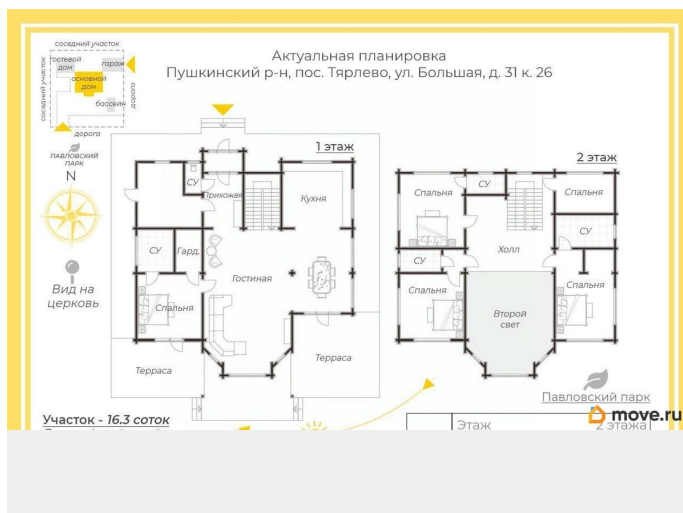 соседний участок
Актуальная планировка
Пушкинский р-н, пос. Тярлево, ул. Большая, д. 31 к. 26
гостевой
дом
гараж
основной
дом
бассейн
соседний участок
дорога
дорога
ПАВЛОВСКИЙ
ПАРК
N
Вид на
церковь
1 этаж
СУ
Прихожая
Кухня
СУ
Гард.
Гостиная
Спальня
Терраса
Терраса
2 этаж
Спальня
СУ
Спальня
Холл
СУ
СУ
Спальня
Спальня
Второй
свет
Павловский парк
move.ru
Участок - 16.3 соток
Этаж
2 этажа